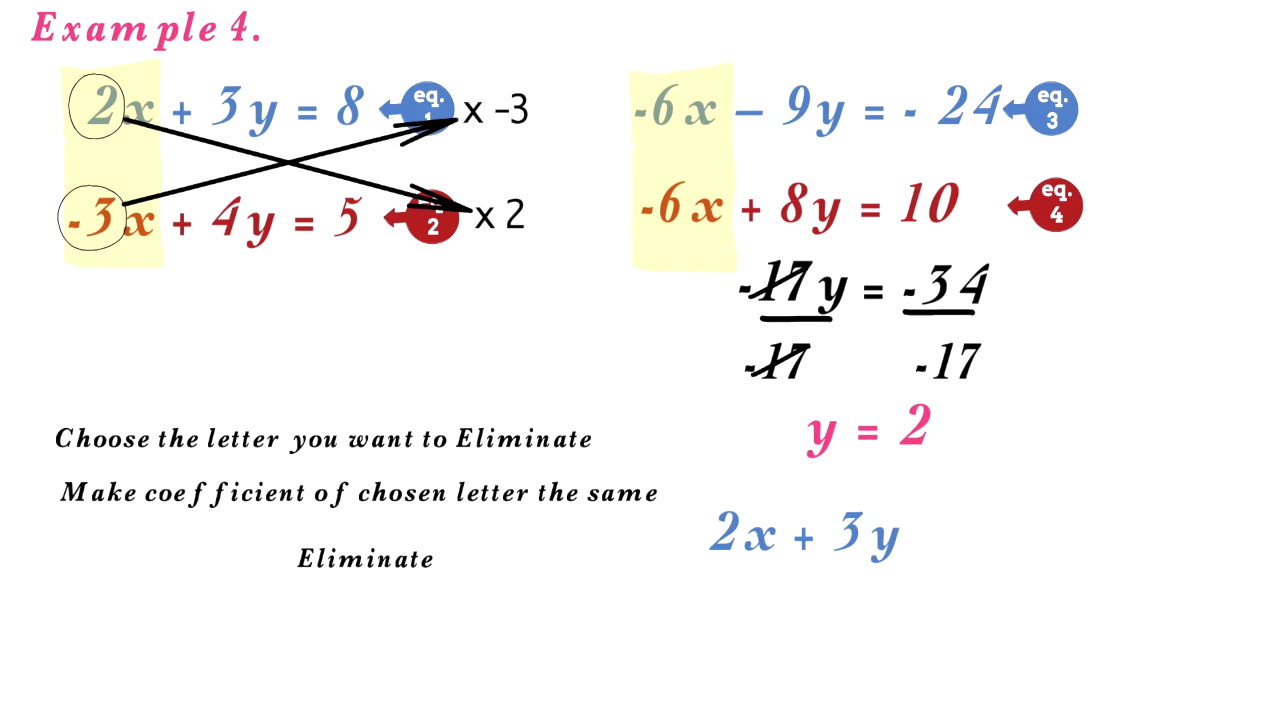 Example 4.
2x + 3y = 8 eq. 1 x -3
-3x + 4y = 5 2 x 2
-6x – 9y = - 24 eq. 3
-6x + 8y = 10 eq. 4
-17y = -34
-17 -17
y = 2
Choose the letter you want to Eliminate
Make coefficient of chosen letter the same
Eliminate
2x + 3y